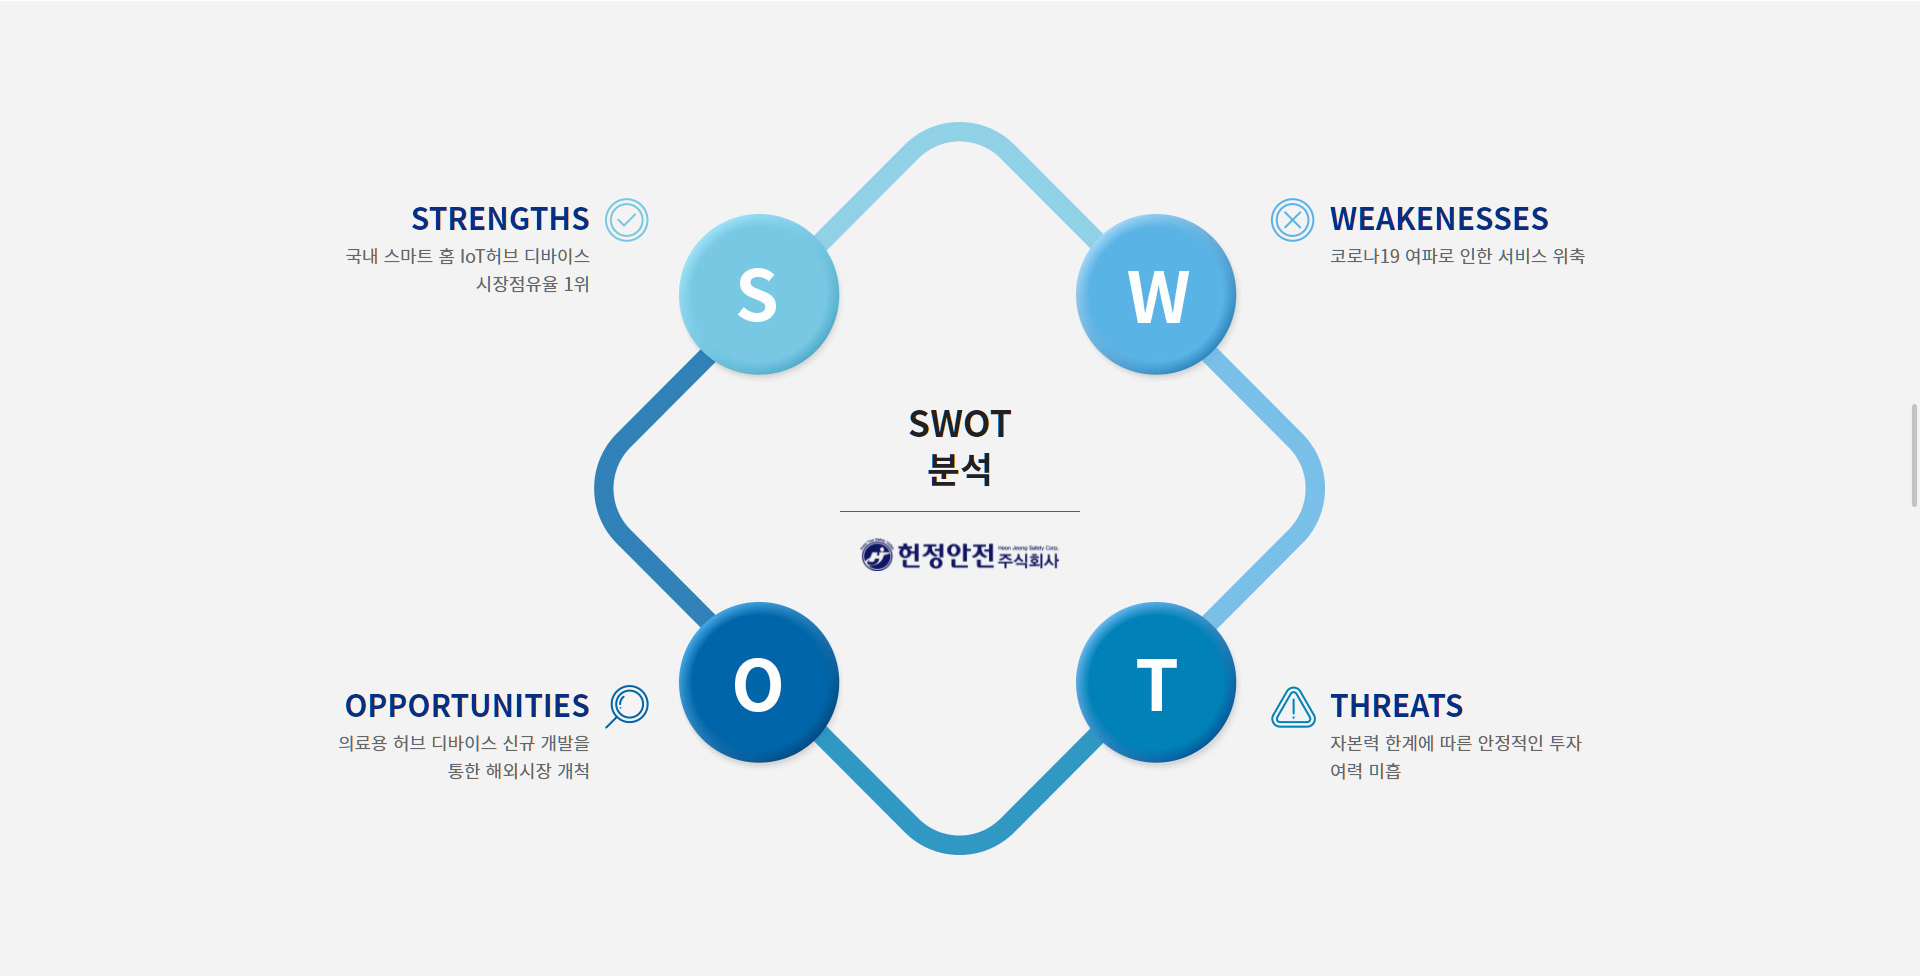 STRENGTHS
국내 스마트 홈 IoT허브 디바이스
시장점유율 1위
S
W
WEAKENESSES
코로나19 여파로 인한 서비스 위축
SWOT
분석
헌정안전
Heon Jeong Safety Corp.
주식회사
OPPORTUNITIES
의료용 허브 디바이스 신규 개발을
통한 해외시장 개척
O
T
THREATS
자본력 한계에 따른 안정적인 투자
여력 미흡